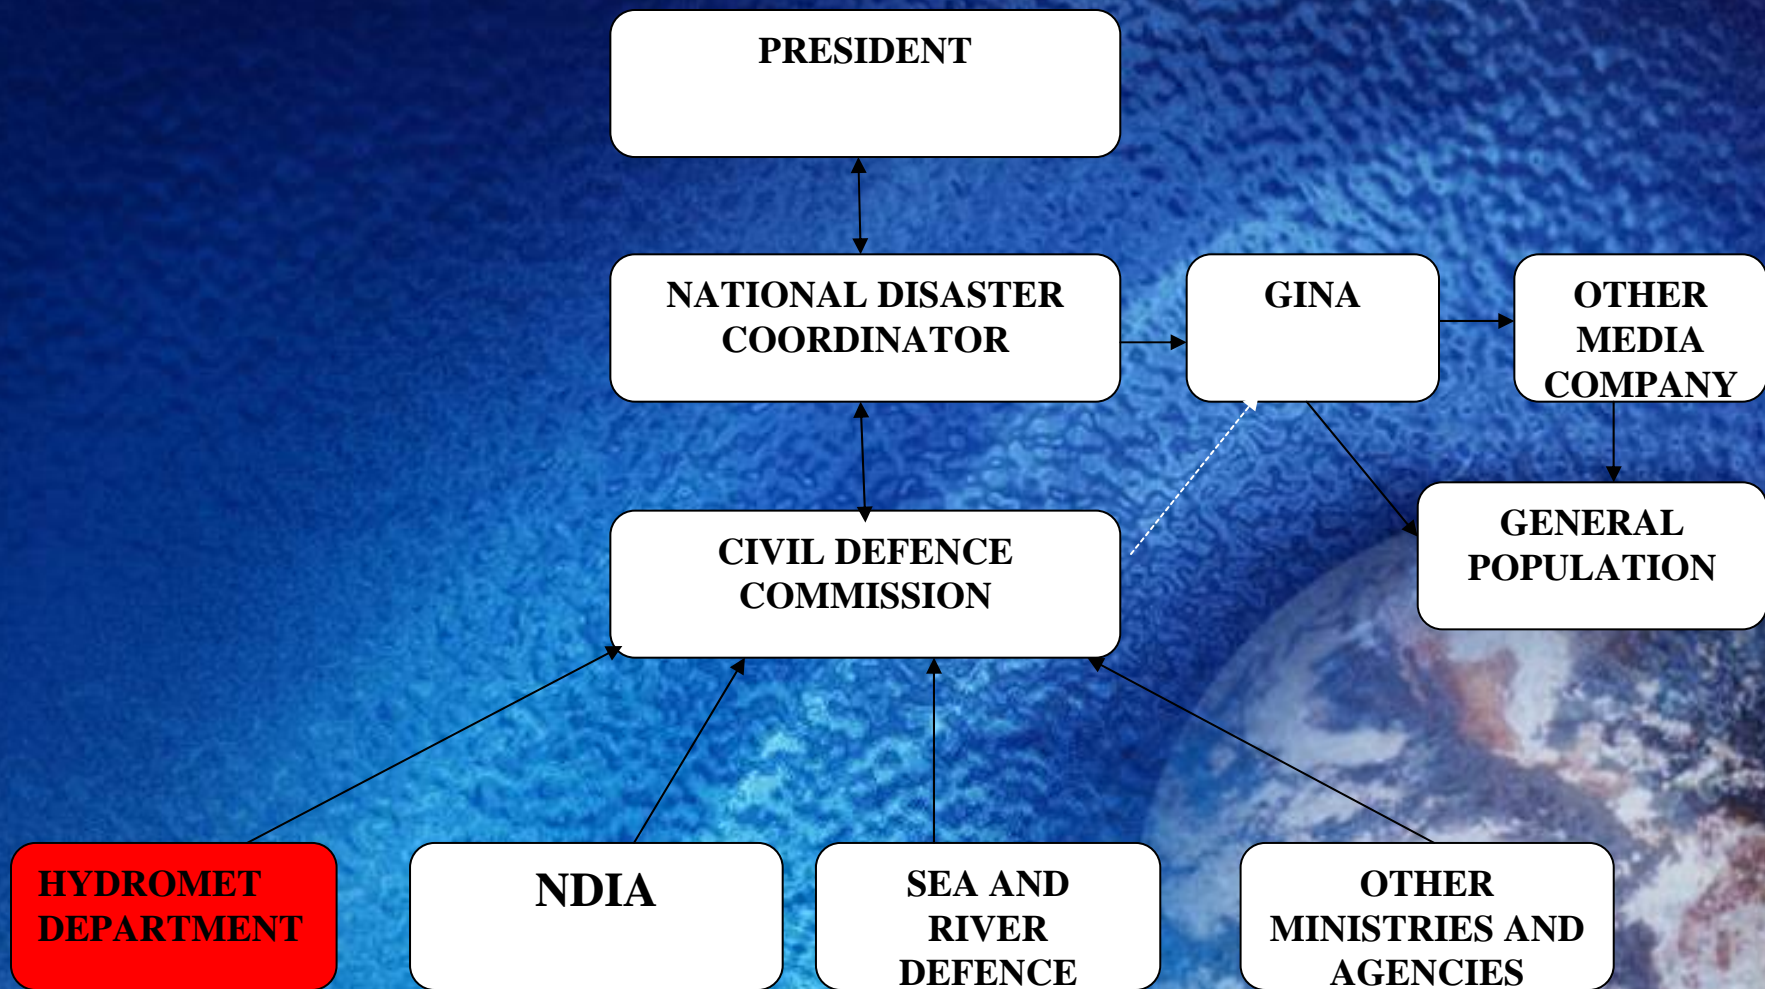 PRESIDENT
NATIONAL DISASTER
COORDINATOR
GINA
OTHER
MEDIA
COMPANY
CIVIL DEFENCE
COMMISSION
GENERAL
POPULATION
HYDROMET
DEPARTMENT
NDIA
SEA AND
RIVER
DEFENCE
OTHER
MINISTRIES AND
AGENCIES